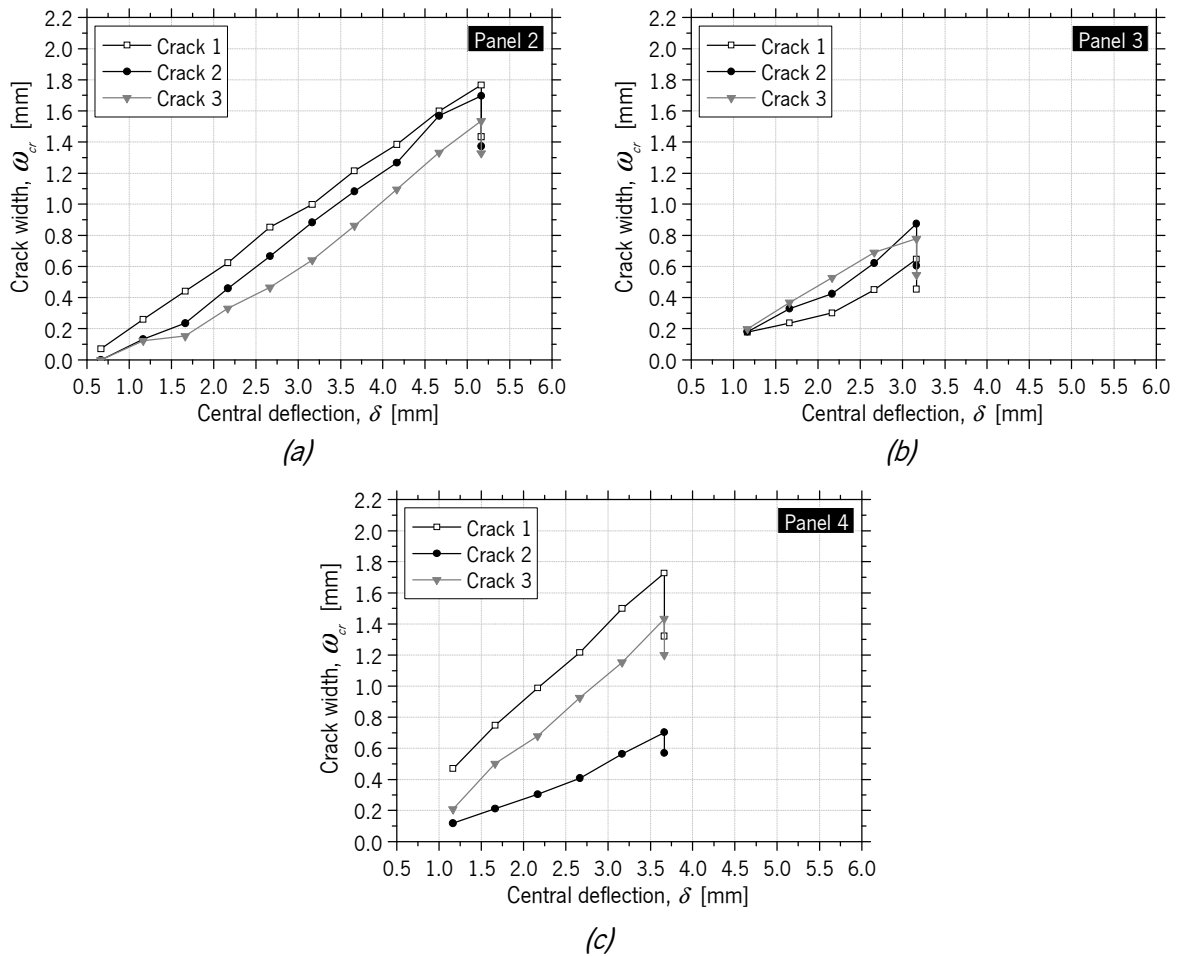 2.2
2.0
1.8
1.6
1.4
1.2
1.0
0.8
0.6
0.4
0.2
0.0
Crack width, ω_cr [mm]
Crack 1
Crack 2
Crack 3
Panel 2
0.5 1.0 1.5 2.0 2.5 3.0 3.5 4.0 4.5 5.0 5.5 6.0
Central deflection, δ [mm]
(a)
2.2
2.0
1.8
1.6
1.4
1.2
1.0
0.8
0.6
0.4
0.2
0.0
Crack width, ω_cr [mm]
Crack 1
Crack 2
Crack 3
Panel 3
0.5 1.0 1.5 2.0 2.5 3.0 3.5 4.0 4.5 5.0 5.5 6.0
Central deflection, δ [mm]
(b)
2.2
2.0
1.8
1.6
1.4
1.2
1.0
0.8
0.6
0.4
0.2
0.0
Crack width, ω_cr [mm]
Crack 1
Crack 2
Crack 3
Panel 4
0.5 1.0 1.5 2.0 2.5 3.0 3.5 4.0 4.5 5.0 5.5 6.0
Central deflection, δ [mm]
(c)